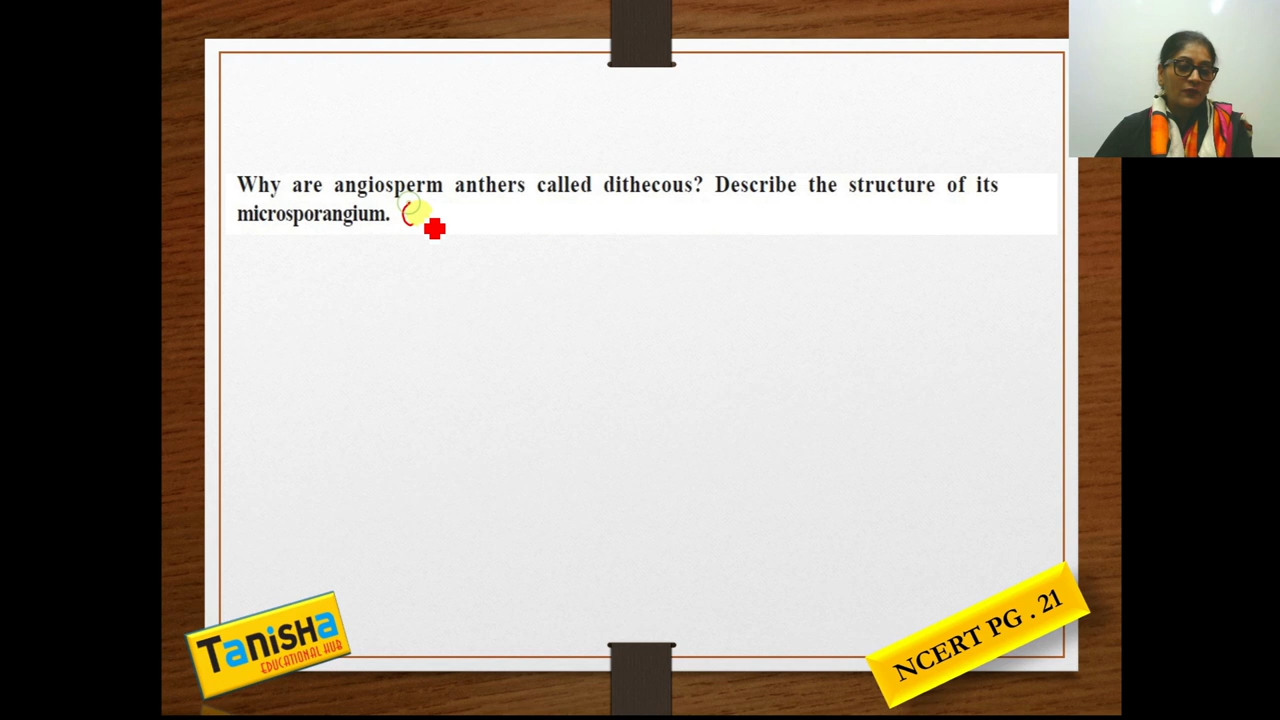 Why are angiosperm anthers called dithecous? Describe the structure of its
microsporangium.
TanisHa
EDUCATIONAL HUB
NCERT PG . 21